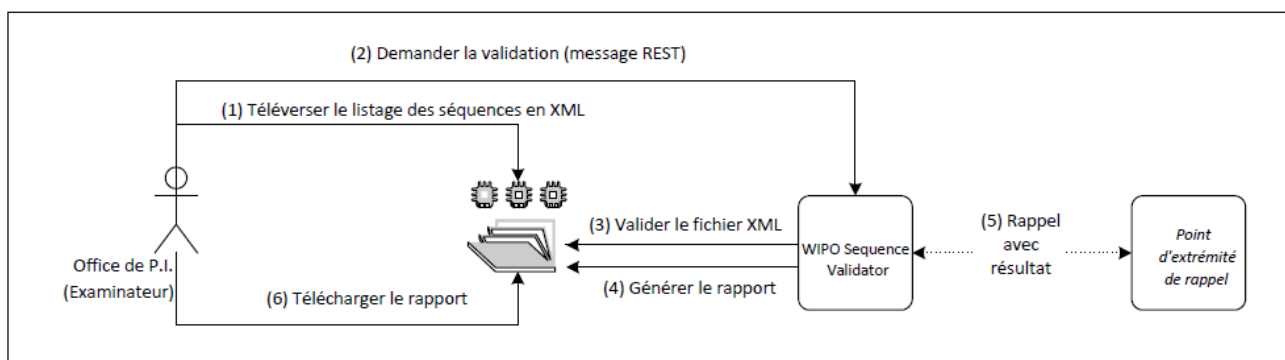 (2) Demander la validation (message REST)
(1) Téléverser le listage des séquences en XML
(3) Valider le fichier XML
(5) Rappel
avec
résultat
WIPO Sequence
Validator
Point
d'extrémité
de rappel
Office de P.I.
(Examinateur)
(4) Générer le rapport
(6) Télécharger le rapport